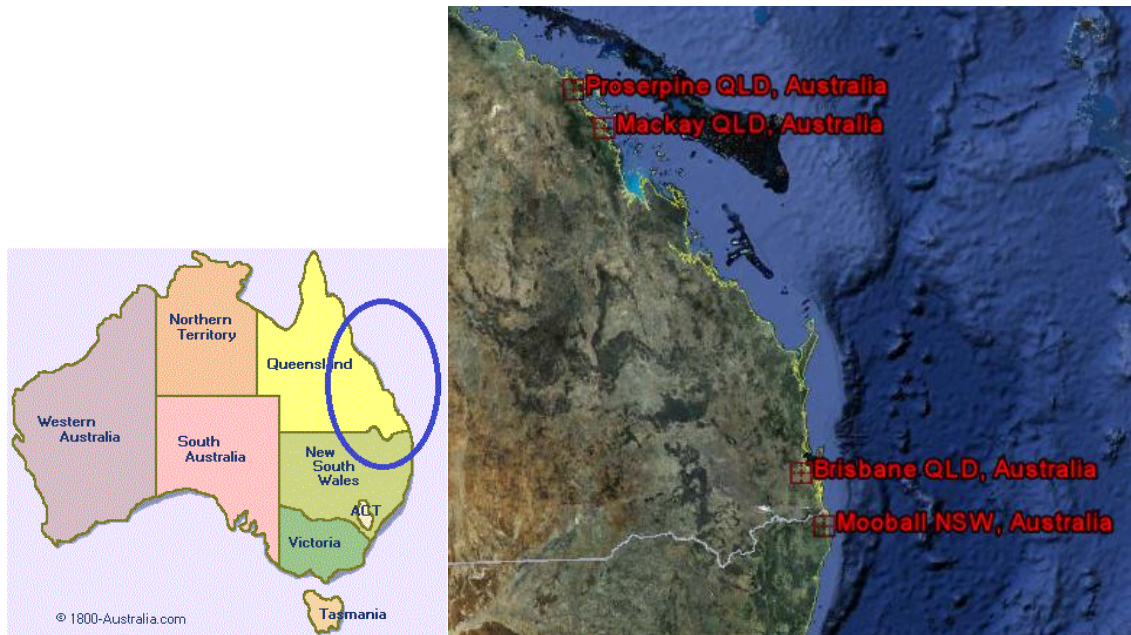 Proserpine QLD, Australia
Mackay QLD, Australia
Brisbane QLD, Australia
Mooball NSW, Australia
Northern
Territory
Queensland
Western
Australia
South
Australia
New
South
Wales
ACT
Victoria
Tasmania
© 1800-Australia.com